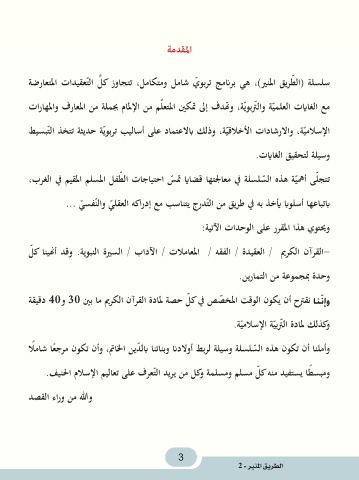 المقدمة
سلسلة (الطّريق المنير)، هي برنامج تربويّ شامل ومتكامل، تتجاوز كلَّ التّعقيدات المتعارضة
مع الغايات العلميّة والتّربويّة، وتهدف إلى تمكين المتعلّم من الإلمام بجملة من المعارف والمهارات
الإسلاميّة، والارشادات الأخلاقيّة، وذلك بالاعتماد على أساليب تربويّة حديثة تتخذ التّبسيط
وسيلة لتحقيق الغايات.
تتجلّى أهميّة هذه السّلسلة في معالجتها قضايا تمسّ احتياجات الطّفل المسلم المقيم في الغرب،
باتباعها أسلوبا يأخذ به في طريق من التّدرج يتناسب مع إدراكه العقليّ والنّفسيّ ...
ويحتوي هذا المقرر على الوحدات الآتية:
–القرآن الكريم / العقيدة / الفقه / المعاملات / الآداب / السيرة النبوية. وقد أغنينا كلّ
وحدة بمجموعة من التمارين.
وإنّنا نقترح أن يكون الوقت المخصّص في كلّ حصة لمادة القرآن الكريم ما بين 30 و40 دقيقة
وكذلك لمادة التّربيّة الإسلاميّة.
وأملنا أن تكون هذه السّلسلة وسيلة لربط أولادنا وبناتنا بالدّين الخاتم، وأن تكون مرجعًا شاملًا
ومبسطًا يستفيد منه كلّ مسلم ومسلمة وكل من يريد التّعرف على تعاليم الإسلام الحنيف.
والله من وراء القصد
3
الطريق المنير - 2